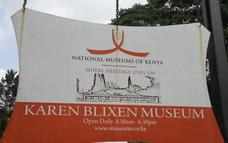 NATIONAL MUSEUMS OF KENYA
WHERE HERITAGE LIVES ON
KAREN BLIXEN MUSEUM
Open Daily 8.30am - 6.30pm
www.museums.or.ke